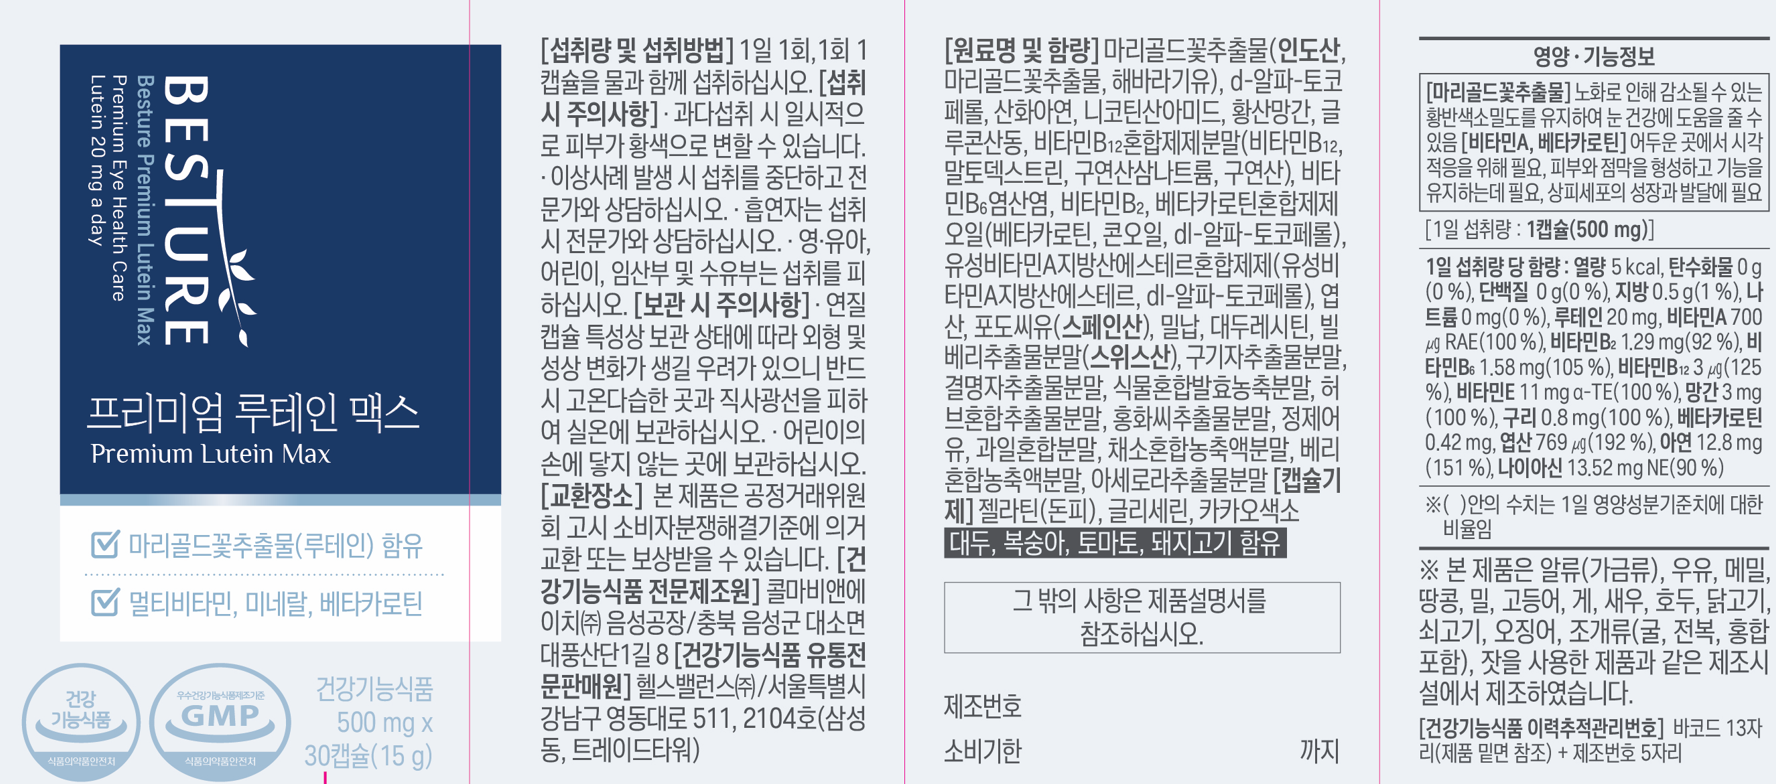 BESTURE
Besture Premium Lutein Max
Premium Eye Health Care
Lutein 20 mg a day
프리미엄 루테인 맥스
Premium Lutein Max
마리골드꽃추출물(루테인) 함유
멀티비타민, 미네랄, 베타카로틴
건강
기능식품
식품의약품안전처
우수건강기능식품제조기준
GMP
식품의약품안전처
건강기능식품
500 mg x
30캡슐(15 g)
[섭취량 및 섭취방법] 1일 1회, 1회 1
캡슐을 물과 함께 섭취하십시오. [섭취
시 주의사항] · 과다섭취 시 일시적으
로 피부가 황색으로 변할 수 있습니다.
· 이상사례 발생 시 섭취를 중단하고 전
문가와 상담하십시오. · 흡연자는 섭취
시 전문가와 상담하십시오. · 영·유아,
어린이, 임산부 및 수유부는 섭취를 피
하십시오. [보관 시 주의사항] · 연질
캡슐 특성상 보관 상태에 따라 외형 및
성상 변화가 생길 우려가 있으니 반드
시 고온다습한 곳과 직사광선을 피하
여 실온에 보관하십시오. · 어린이의
손에 닿지 않는 곳에 보관하십시오.
[교환장소] 본 제품은 공정거래위원
회 고시 소비자분쟁해결기준에 의거
교환 또는 보상받을 수 있습니다. [건
강기능식품 전문제조원] 콜마비앤에
이치㈜ 음성공장/충북 음성군 대소면
대풍산단1길 8 [건강기능식품 유통전
문판매원] 헬스밸런스㈜/서울특별시
강남구 영동대로 511, 2104호(삼성
동, 트레이드타워)
[원료명 및 함량] 마리골드꽃추출물(인도산,
마리골드꽃추출물, 해바라기유), d-알파-토코
페롤, 산화아연, 니코틴산아미드, 황산망간, 글
루콘산동, 비타민B12혼합제제분말(비타민B12,
말토덱스트린, 구연산삼나트륨, 구연산), 비타
민B6염산염, 비타민B2, 베타카로틴혼합제제
오일(베타카로틴, 콘오일, dl-알파-토코페롤),
유성비타민A지방산에스테르혼합제제(유성비
타민A지방산에스테르, dl-알파-토코페롤), 엽
산, 포도씨유(스페인산), 밀납, 대두레시틴, 빌
베리추출물분말(스위스산), 구기자추출물분말,
결명자추출물분말, 식물혼합발효농축분말, 허
브혼합추출물분말, 홍화씨추출물분말, 정제어
유, 과일혼합분말, 채소혼합농축액분말, 베리
혼합농축액분말, 아세로라추출물분말 [캡슐기
제] 젤라틴(돈피), 글리세린, 카카오색소
대두, 복숭아, 토마토, 돼지고기 함유
그 밖의 사항은 제품설명서를
참조하십시오.
제조번호
소비기한 까지
영양 · 기능정보
[마리골드꽃추출물] 노화로 인해 감소될 수 있는
황반색소밀도를 유지하여 눈 건강에 도움을 줄 수
있음 [비타민A, 베타카로틴] 어두운 곳에서 시각
적응을 위해 필요, 피부와 점막을 형성하고 기능을
유지하는데 필요, 상피세포의 성장과 발달에 필요
[1일 섭취량 : 1캡슐(500 mg)]
1일 섭취량 당 함량 : 열량 5 kcal, 탄수화물 0 g
(0 %), 단백질 0 g(0 %), 지방 0.5 g(1 %), 나
트륨 0 mg(0 %), 루테인 20 mg, 비타민A 700
㎍ RAE(100 %), 비타민B2 1.29 mg(92 %), 비
타민B6 1.58 mg(105 %), 비타민B12 3 ㎍(125
%), 비타민E 11 mg α-TE(100 %), 망간 3 mg
(100 %), 구리 0.8 mg(100 %), 베타카로틴
0.42 mg, 엽산 769 ㎍(192 %), 아연 12.8 mg
(151 %), 나이아신 13.52 mg NE(90 %)
※( )안의 수치는 1일 영양성분기준치에 대한
비율임
※ 본 제품은 알류(가금류), 우유, 메밀,
땅콩, 밀, 고등어, 게, 새우, 호두, 닭고기,
쇠고기, 오징어, 조개류(굴, 전복, 홍합
포함), 잣을 사용한 제품과 같은 제조시
설에서 제조하였습니다.
[건강기능식품 이력추적관리번호] 바코드 13자
리(제품 밑면 참조) + 제조번호 5자리